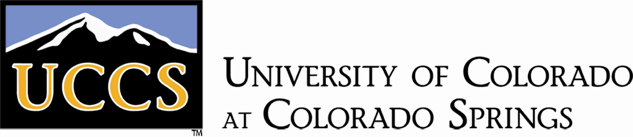 UCCS
TM
UNIVERSITY OF COLORADO
AT COLORADO SPRINGS